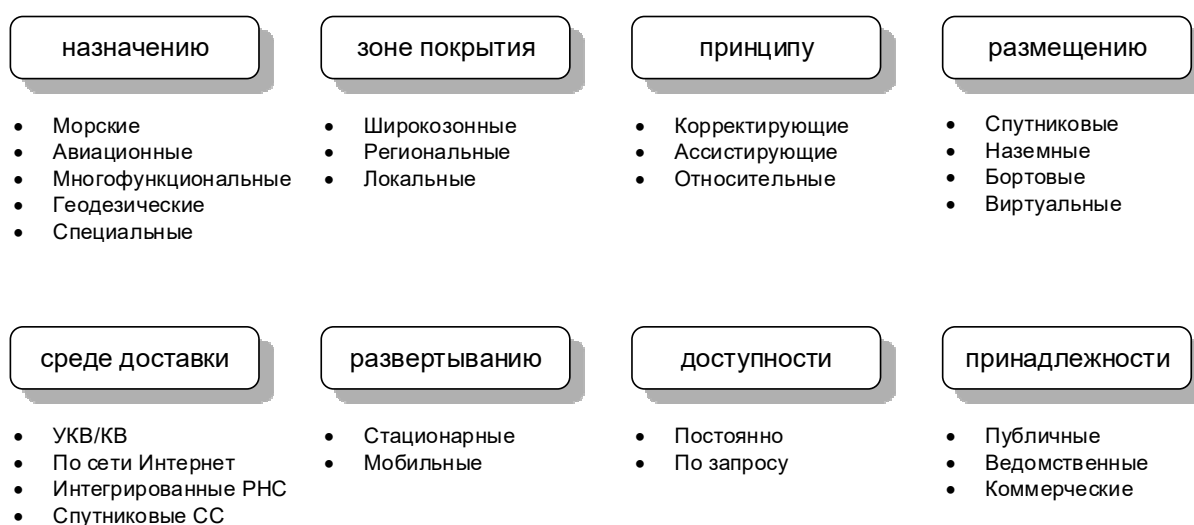 назначению
• Морские
• Авиационные
• Многофункциональные
• Геодезические
• Специальные
зоне покрытия
• Широкозонные
• Региональные
• Локальные
принципу
• Корректирующие
• Ассистирующие
• Относительные
размещению
• Спутниковые
• Наземные
• Бортовые
• Виртуальные
среде доставки
• УКВ/КВ
• По сети Интернет
• Интегрированные РНС
• Спутниковые СС
развертыванию
• Стационарные
• Мобильные
доступности
• Постоянно
• По запросу
принадлежности
• Публичные
• Ведомственные
• Коммерческие